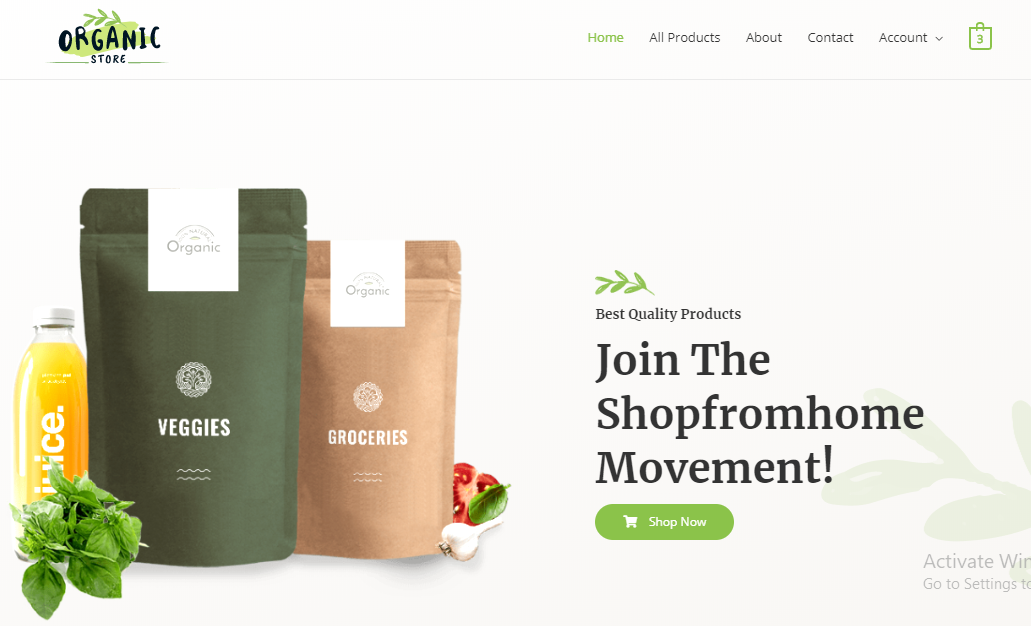 ORGANIC
STORE
Home All Products About Contact Account 3
Organic
Organic
juice.
VEGGIES
GROCERIES
Best Quality Products
Join The
Shopfromhome
Movement!
Shop Now
Activate Win
Go to Settings to